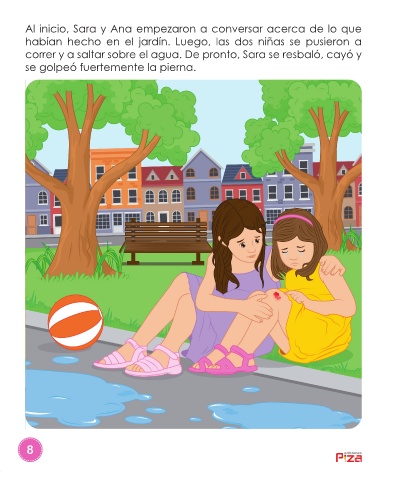 Al inicio, Sara y Ana empezaron a conversar acerca de lo que
habían hecho en el jardín. Luego, las dos niñas se pusieron a
correr y a saltar sobre el agua. De pronto, Sara se resbaló, cayó y
se golpeó fuertemente la pierna.
8
Piza